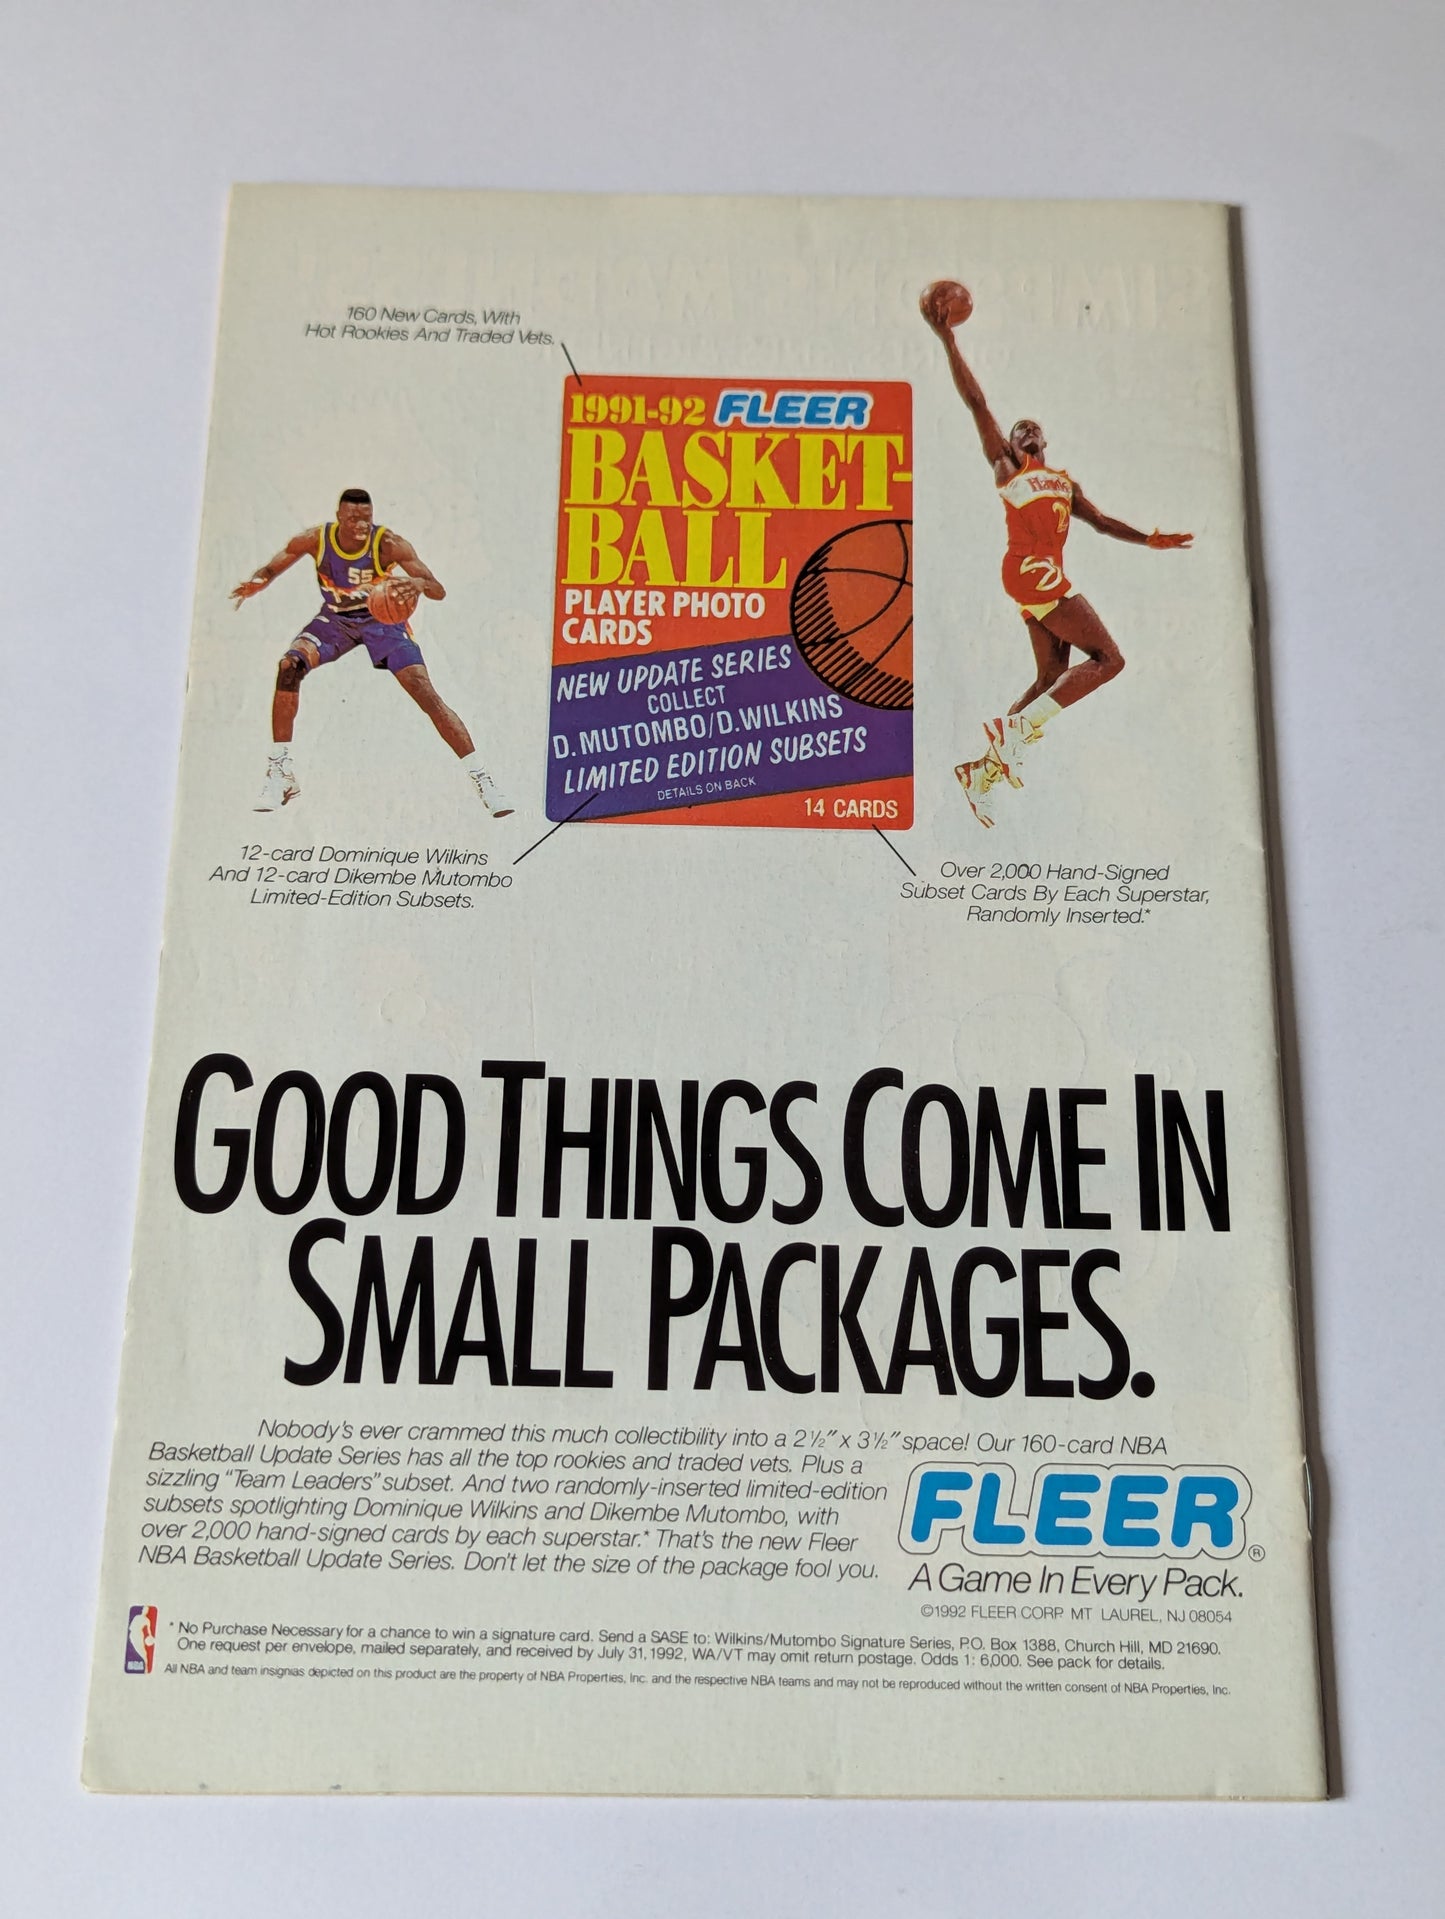 160 New Cards, With
Hot Rookies And Traded Vets.
1991-92 FLEER
BASKET-
BALL
PLAYER PHOTO
CARDS
NEW UPDATE SERIES
COLLECT
D. MUTOMBO/D. WILKINS
LIMITED EDITION SUBSETS
DETAILS ON BACK
14 CARDS
55
Hawks
12-card Dominique Wilkins
And 12-card Dikembe Mutombo
Limited-Edition Subsets.
Over 2,000 Hand-Signed
Subset Cards By Each Superstar,
Randomly Inserted.*
GOOD THINGS COME IN
SMALL PACKAGES.
Nobody's ever crammed this much collectibility into a 2½" x 3½" space! Our 160-card NBA
Basketball Update Series has all the top rookies and traded vets. Plus a
sizzling "Team Leaders" subset. And two randomly-inserted limited-edition
subsets spotlighting Dominique Wilkins and Dikembe Mutombo, with
over 2,000 hand-signed cards by each superstar.* That's the new Fleer
NBA Basketball Update Series. Don't let the size of the package fool you.
FLEER®
A Game In Every Pack.
©1992 FLEER CORP. MT. LAUREL, NJ 08054
NBA
* No Purchase Necessary for a chance to win a signature card. Send a SASE to: Wilkins/Mutombo Signature Series, P.O. Box 1388, Church Hill, MD 21690.
One request per envelope, mailed separately, and received by July 31, 1992, WA/VT may omit return postage. Odds 1: 6,000. See pack for details.
All NBA and team insignias depicted on this product are the property of NBA Properties, Inc. and the respective NBA teams and may not be reproduced without the written consent of NBA Properties, Inc.